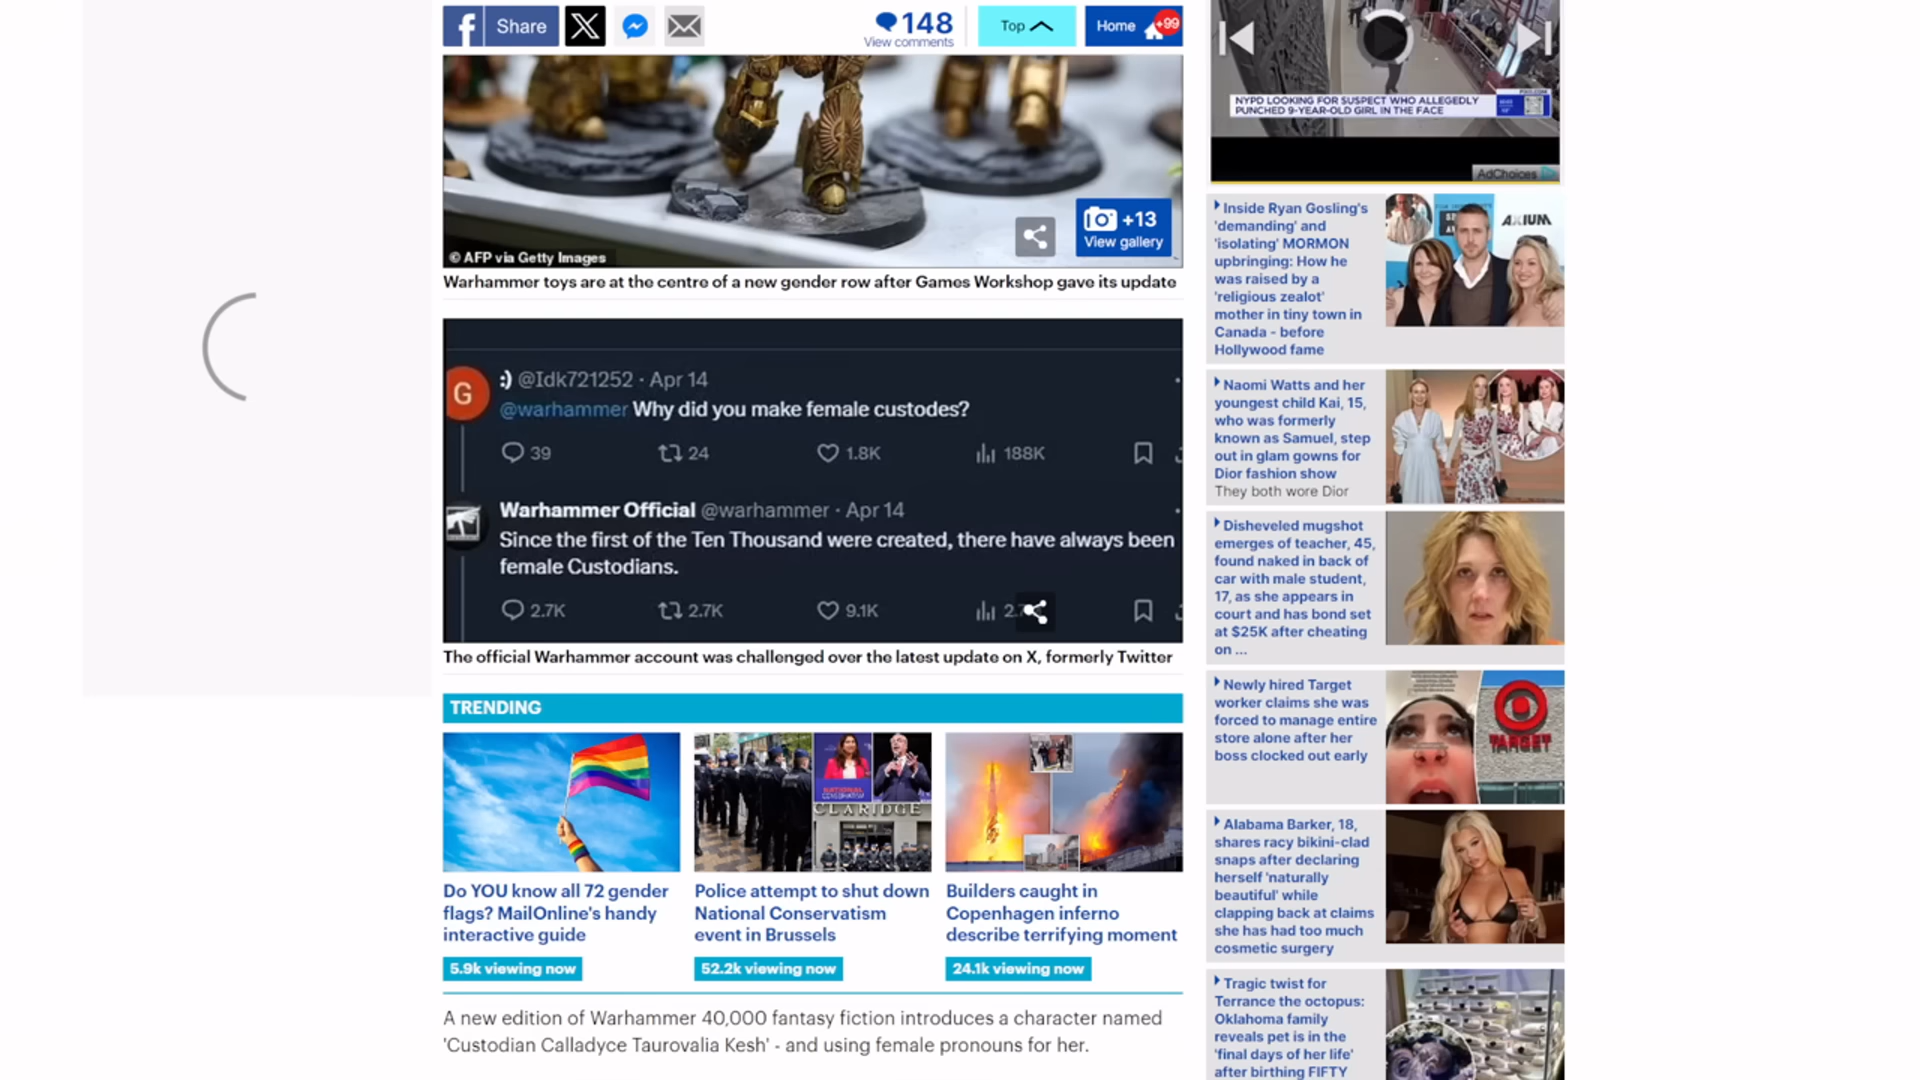 Share
148
View comments
Top
Home
+99
+13
View gallery
© AFP via Getty Images
Warhammer toys are at the centre of a new gender row after Games Workshop gave its update
G
:) @Idk721252 · Apr 14
@warhammer Why did you make female custodes?
39
24
1.8K
188K
Warhammer Official @warhammer · Apr 14
Since the first of the Ten Thousand were created, there have always been
female Custodians.
2.7K
2.7K
9.1K
The official Warhammer account was challenged over the latest update on X, formerly Twitter
TRENDING
CLARIDGE
Do YOU know all 72 gender
flags? MailOnline's handy
interactive guide
5.9k viewing now
Police attempt to shut down
National Conservatism
event in Brussels
52.2k viewing now
Builders caught in
Copenhagen inferno
describe terrifying moment
24.1k viewing now
A new edition of Warhammer 40,000 fantasy fiction introduces a character named
'Custodian Calladyce Taurovalia Kesh' - and using female pronouns for her.
NYPD LOOKING FOR SUSPECT WHO ALLEGEDLY
PUNCHED 9-YEAR-OLD GIRL IN THE FACE
AdChoices
Inside Ryan Gosling's
'demanding' and
'isolating' MORMON
upbringing: How he
was raised by a
'religious zealot'
mother in tiny town in
Canada - before
Hollywood fame
AXIUM
Naomi Watts and her
youngest child Kai, 15,
who was formerly
known as Samuel, step
out in glam gowns for
Dior fashion show
They both wore Dior
Disheveled mugshot
emerges of teacher, 45,
found naked in back of
car with male student,
17, as she appears in
court and has bond set
at $25K after cheating
on ...
Newly hired Target
worker claims she was
forced to manage entire
store alone after her
boss clocked out early
TARGET
Alabama Barker, 18,
shares racy bikini-clad
snaps after declaring
herself 'naturally
beautiful' while
clapping back at claims
she has had too much
cosmetic surgery
Tragic twist for
Terrance the octopus:
Oklahoma family
reveals pet is in the
'final days of her life'
after birthing FIFTY